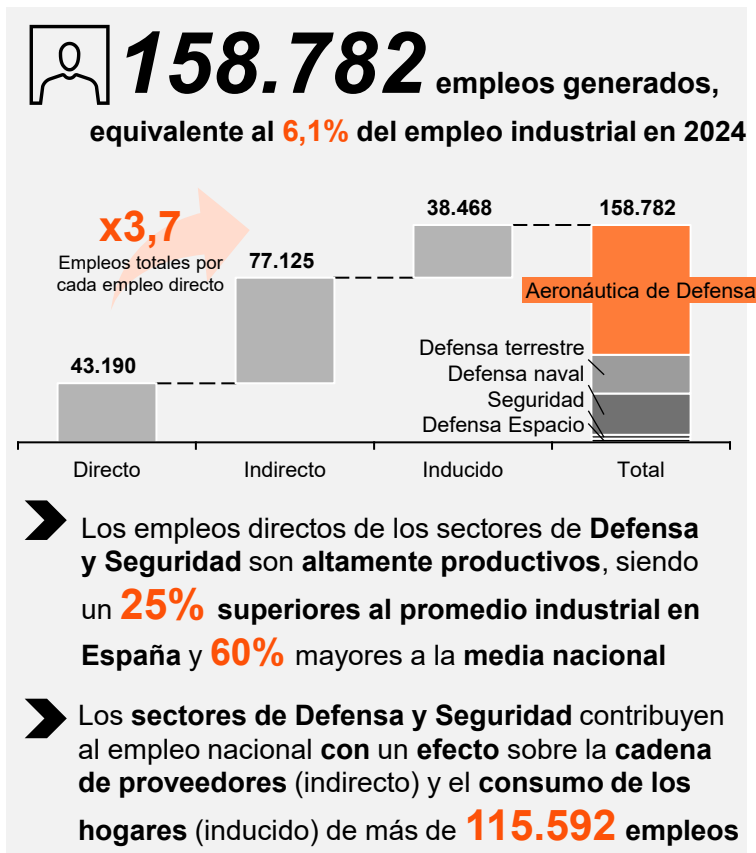 158.782 empleos generados,
equivalente al 6,1% del empleo industrial en 2024
x3,7
Empleos totales por
cada empleo directo
43.190
77.125
38.468
158.782
Aeronáutica de Defensa
Defensa terrestre
Defensa naval
Seguridad
Defensa Espacio
Directo
Indirecto
Inducido
Total
Los empleos directos de los sectores de Defensa
y Seguridad son altamente productivos, siendo
un 25% superiores al promedio industrial en
España y 60% mayores a la media nacional
Los sectores de Defensa y Seguridad contribuyen
al empleo nacional con un efecto sobre la cadena
de proveedores (indirecto) y el consumo de los
hogares (inducido) de más de 115.592 empleos